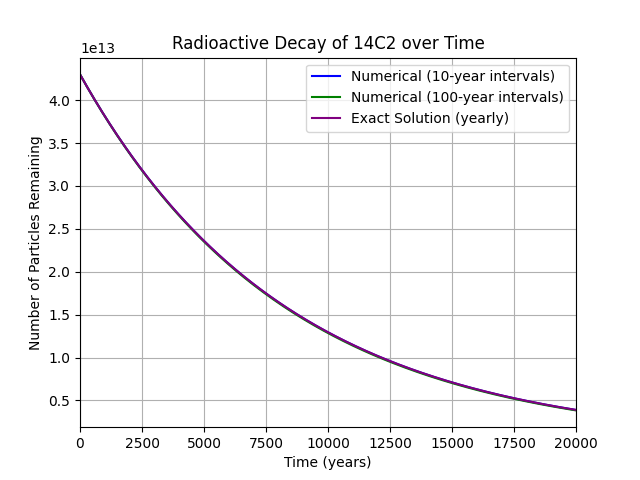 Radioactive Decay of 14C2 over Time
1e13
Numerical (10-year intervals)
Numerical (100-year intervals)
Exact Solution (yearly)
4.0
3.5
3.0
2.5
2.0
1.5
1.0
0.5
Number of Particles Remaining
0 2500 5000 7500 10000 12500 15000 17500 20000
Time (years)